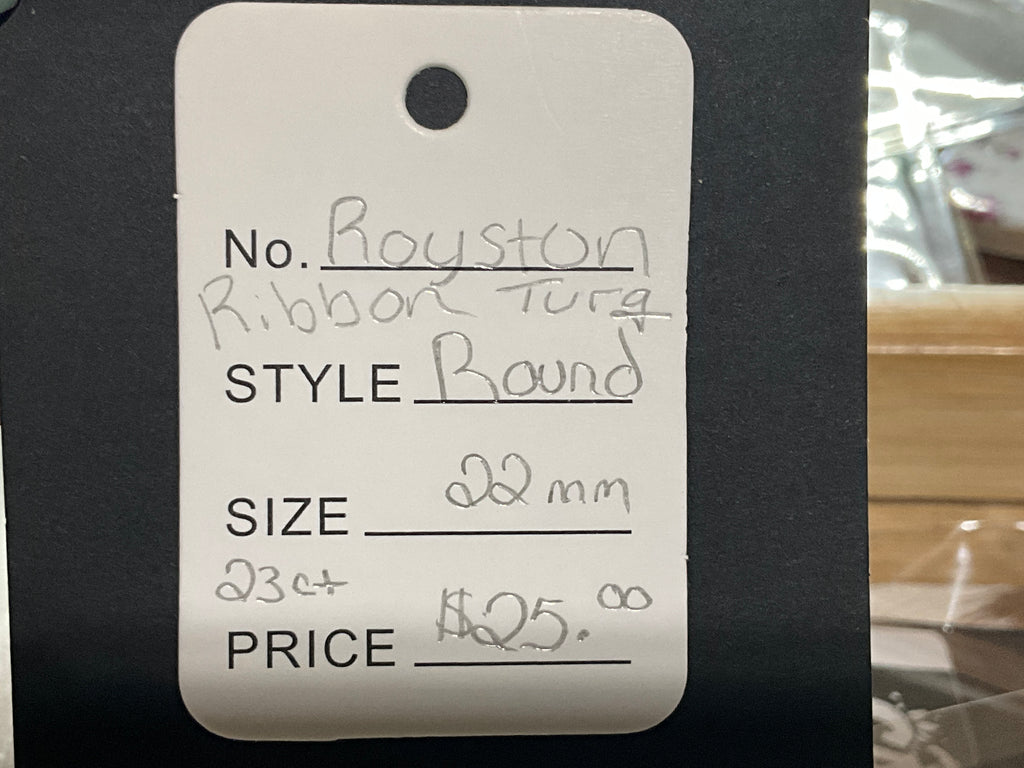 No. Royston
Ribbon Turq
STYLE Round
SIZE 22mm
23ct
PRICE $25.00